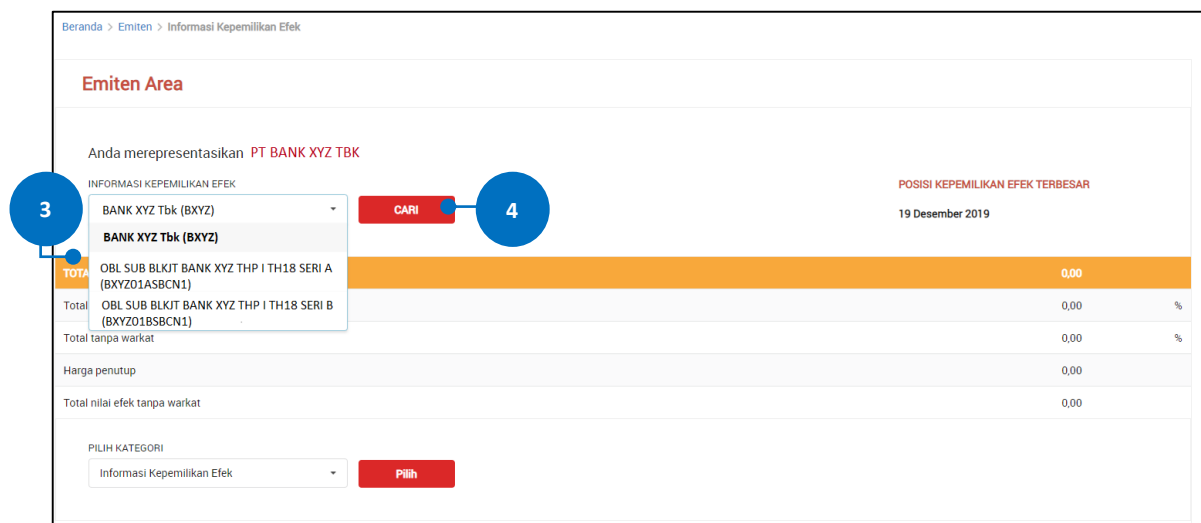 Beranda > Emiten > Informasi Kepemilikan Efek
Emiten Area
Anda merepresentasikan PT BANK XYZ TBK
INFORMASI KEPEMILIKAN EFEK
POSISI KEPEMILIKAN EFEK TERBESAR
3
BANK XYZ Tbk (BXYZ)
CARI
4
19 Desember 2019
BANK XYZ Tbk (BXYZ)
OBL SUB BLKJT BANK XYZ THP I TH18 SERI A
(BXYZ01ASBCN1)
0,00
OBL SUB BLKJT BANK XYZ THP I TH18 SERI B
(BXYZ01BSBCN1)
Total
0,00 %
Total tanpa warkat 0,00 %
Harga penutup 0,00
Total nilai efek tanpa warkat 0,00
PILIH KATEGORI
Informasi Kepemilikan Efek
Pilih